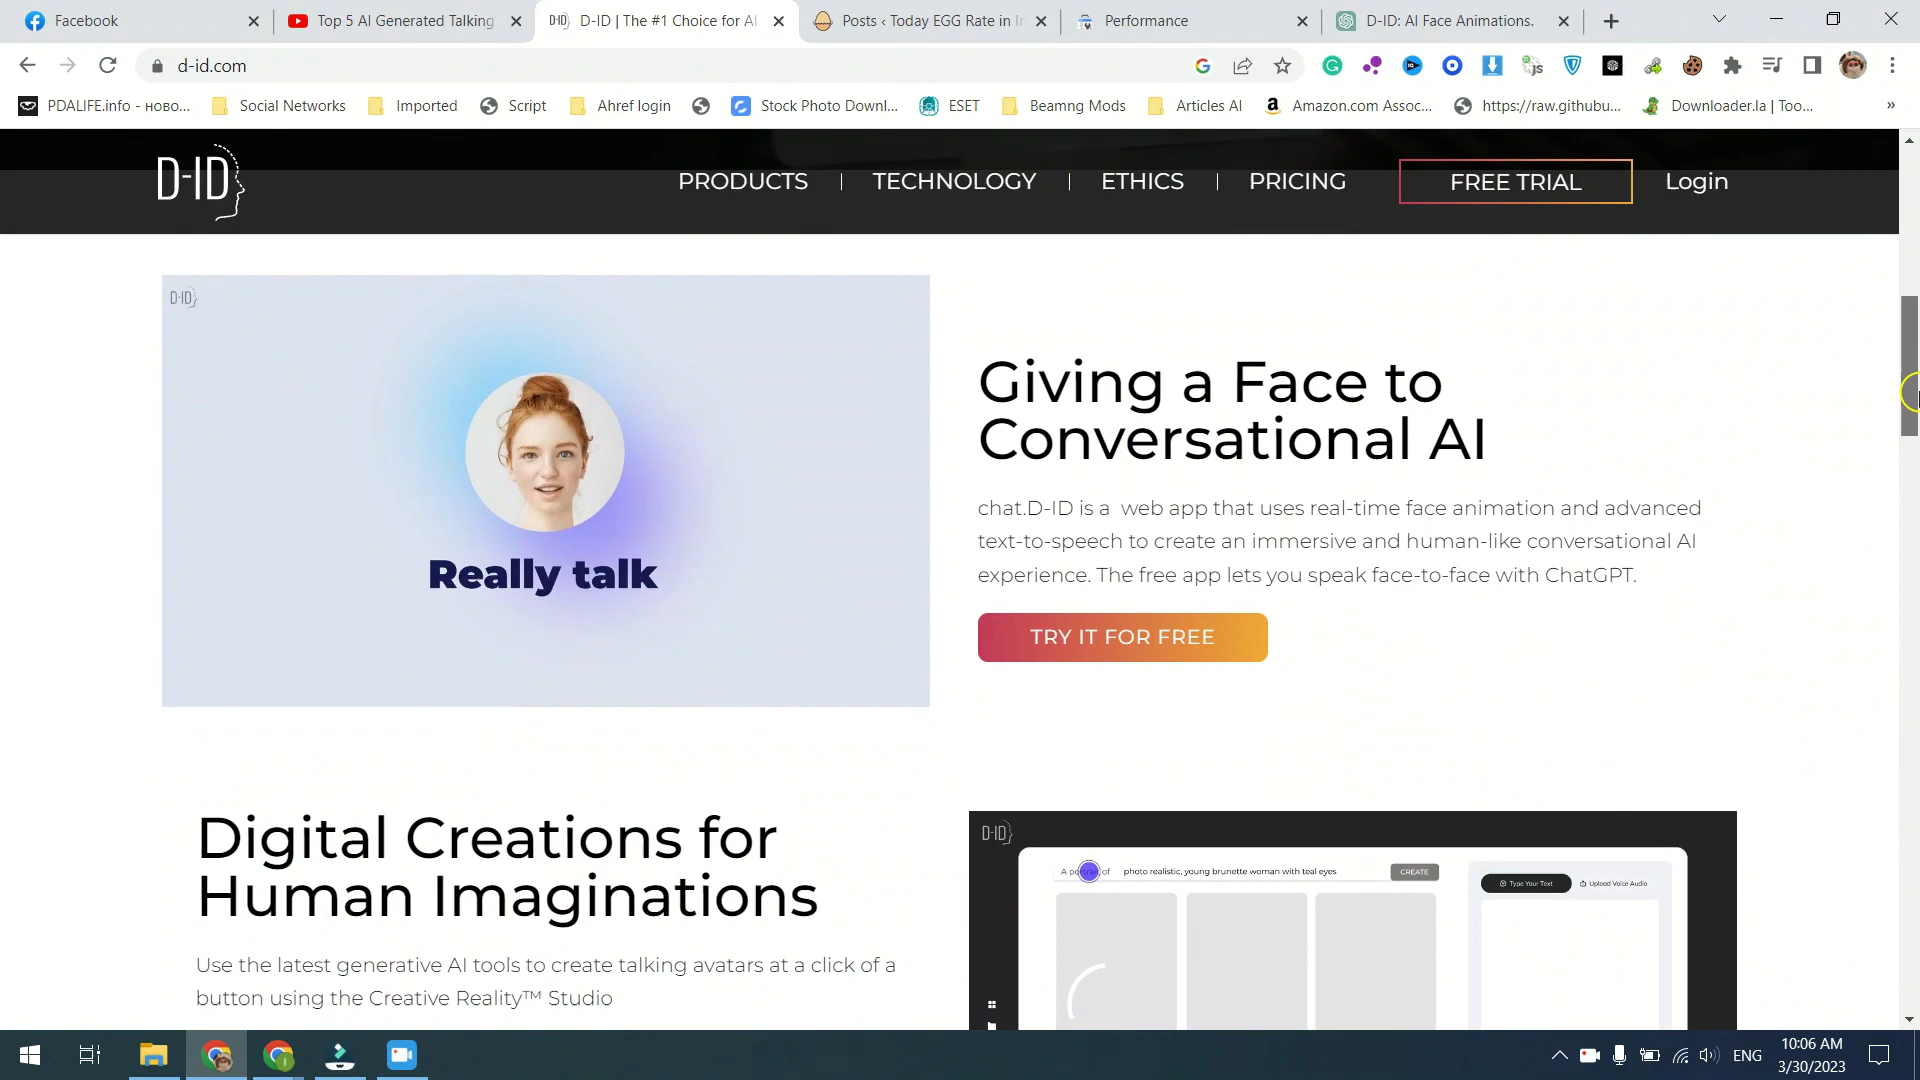 Facebook
Top 5 AI Generated Talking
D-ID | The #1 Choice for AI
Posts ‹ Today EGG Rate in In
Performance
D-ID: AI Face Animations.
d-id.com
PDALIFE.info - ново...
Social Networks
Imported
Script
Ahref login
Stock Photo Downl...
ESET
Beamng Mods
Articles AI
Amazon.com Assoc...
https://raw.githubu...
Downloader.la | Too...
»
D-ID
PRODUCTS
TECHNOLOGY
ETHICS
PRICING
FREE TRIAL
Login
D-ID
Really talk
Giving a Face to
Conversational AI
chat.D-ID is a web app that uses real-time face animation and advanced
text-to-speech to create an immersive and human-like conversational AI
experience. The free app lets you speak face-to-face with ChatGPT.
TRY IT FOR FREE
Digital Creations for
Human Imaginations
Use the latest generative AI tools to create talking avatars at a click of a
button using the Creative Reality™ Studio
D-ID
A portrait of photo realistic, young brunette woman with teal eyes
CREATE
Type Your Text
Upload Voice Audio
ENG
10:06 AM
3/30/2023